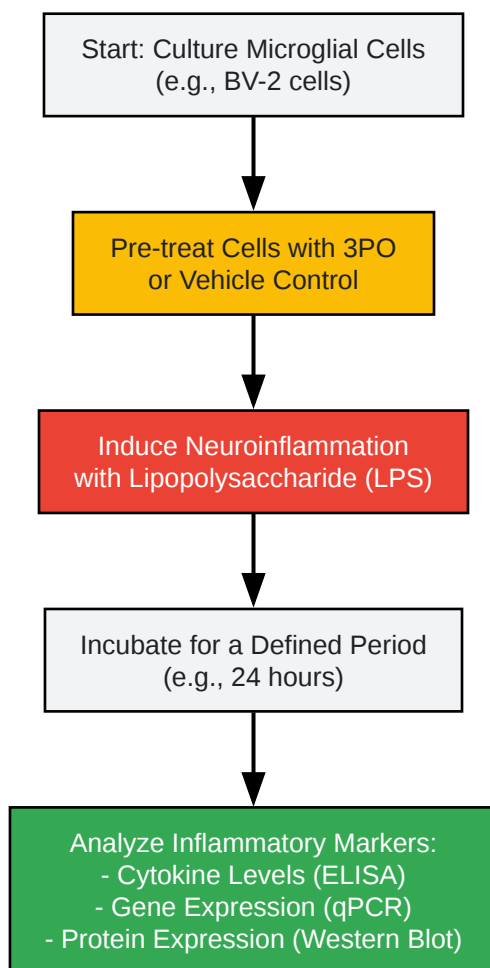 Start: Culture Microglial Cells
(e.g., BV-2 cells)
Pre-treat Cells with 3PO
or Vehicle Control
Induce Neuroinflammation
with Lipopolysaccharide (LPS)
Incubate for a Defined Period
(e.g., 24 hours)
Analyze Inflammatory Markers:
- Cytokine Levels (ELISA)
- Gene Expression (qPCR)
- Protein Expression (Western Blot)